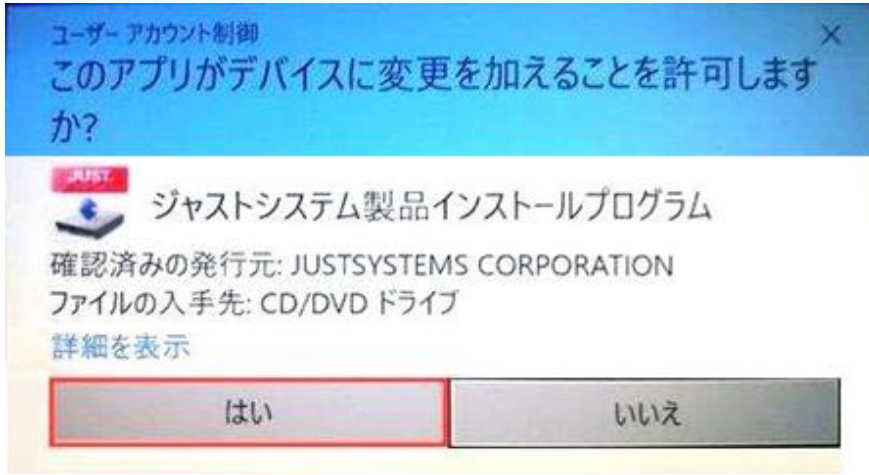 ユーザー アカウント制御
このアプリがデバイスに変更を加えることを許可します
か?
JUST.
ジャストシステム製品インストールプログラム
確認済みの発行元: JUSTSYSTEMS CORPORATION
ファイルの入手先: CD/DVD ドライブ
詳細を表示
はい
いいえ